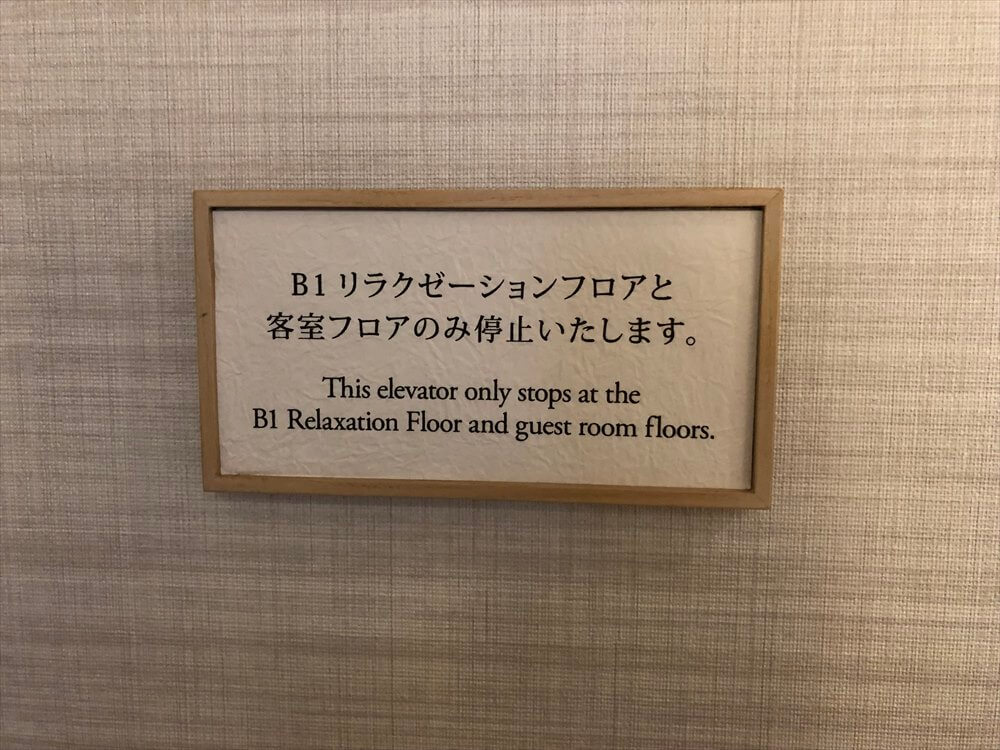 B1 リラクゼーションフロアと
客室フロアのみ停止いたします。
This elevator only stops at the
B1 Relaxation Floor and guest room floors.